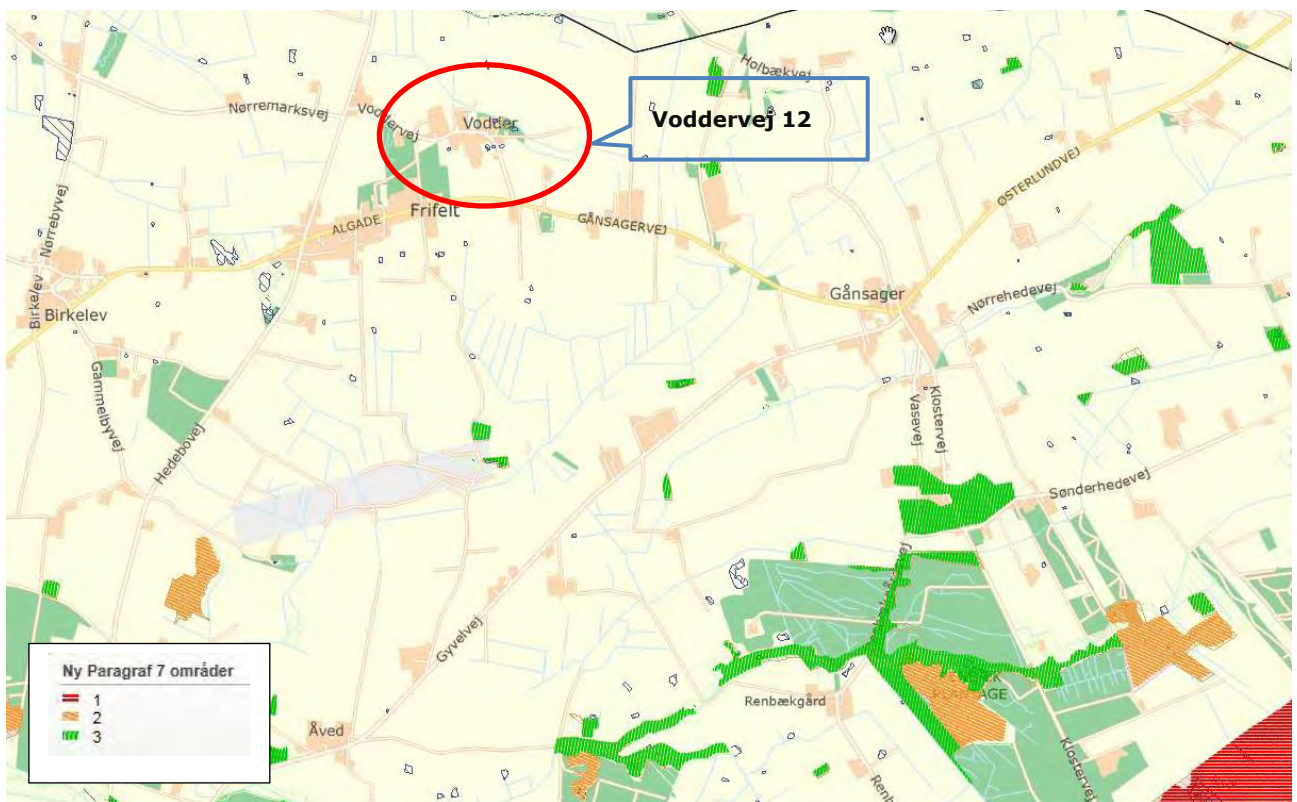 Holbækvej
Nørremarksvej
Voddervej
Vodder
Voddervej 12
ØSTERLUNDVEJ
Nørrebyvej
Frifelt
ALGADE
GÅNSAGERVEJ
Birkelev
Birkelev
Gånsager
Nørrehedevej
Gammelbyvej
Hedebovej
Vasevej
Klostervej
Sønderhedevej
Gyvelvej
Ny Paragraf 7 områder
1
2
3
Åved
Renbækgård
PLANTAGE
Klostervej